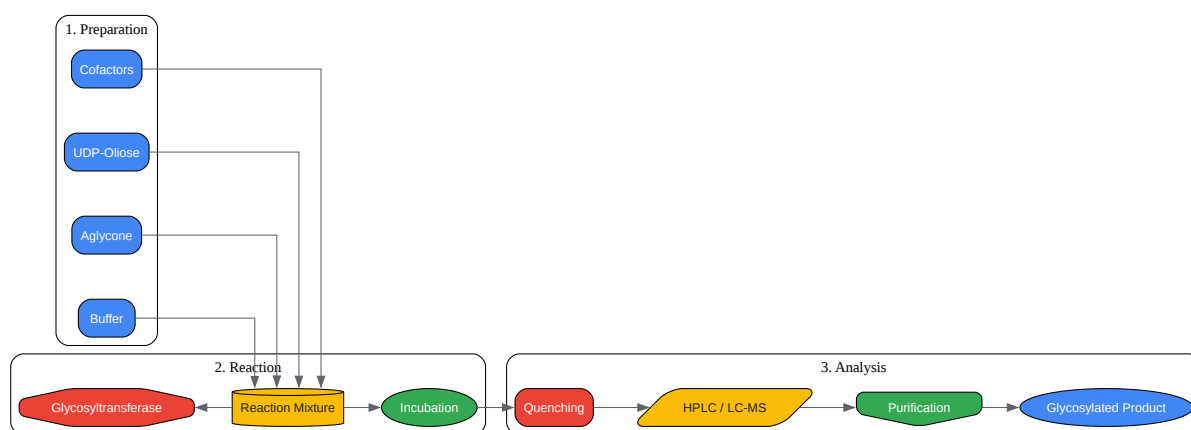 1. Preparation
Cofactors
UDP-Oliose
Aglycone
Buffer
2. Reaction
Glycosyltransferase
Reaction Mixture
Incubation
3. Analysis
Quenching
HPLC / LC-MS
Purification
Glycosylated Product